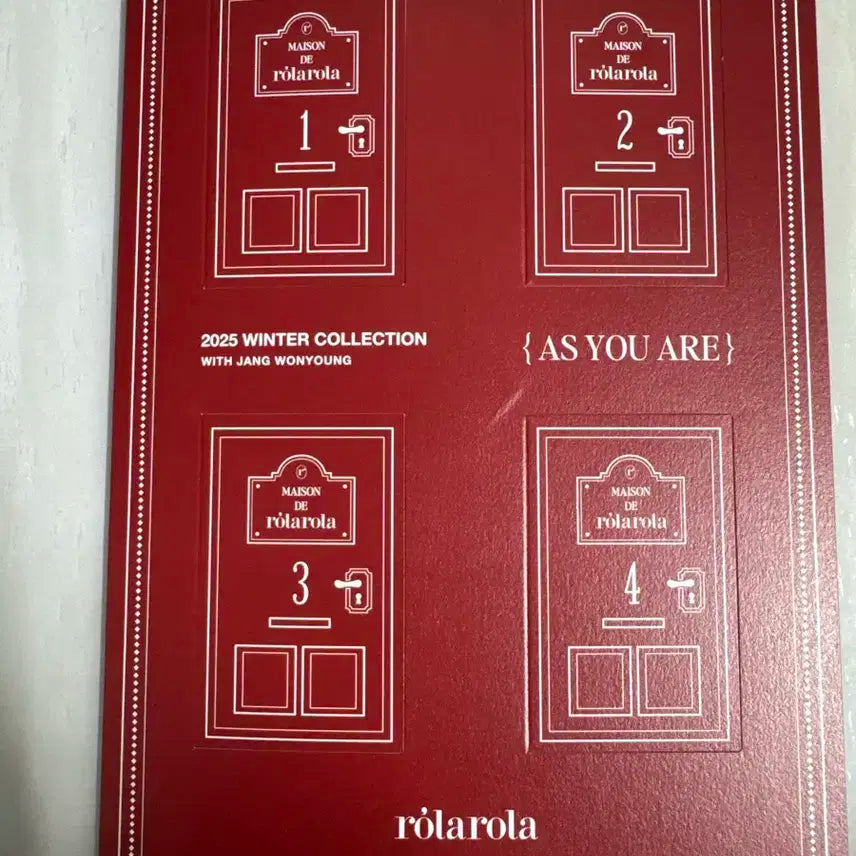 r
MAISON
DE
rólarola
1
r
MAISON
DE
rólarola
2
2025 WINTER COLLECTION
WITH JANG WONYOUNG
{ AS YOU ARE }
r
MAISON
DE
rólarola
3
r
MAISON
DE
rólarola
4
rólarola